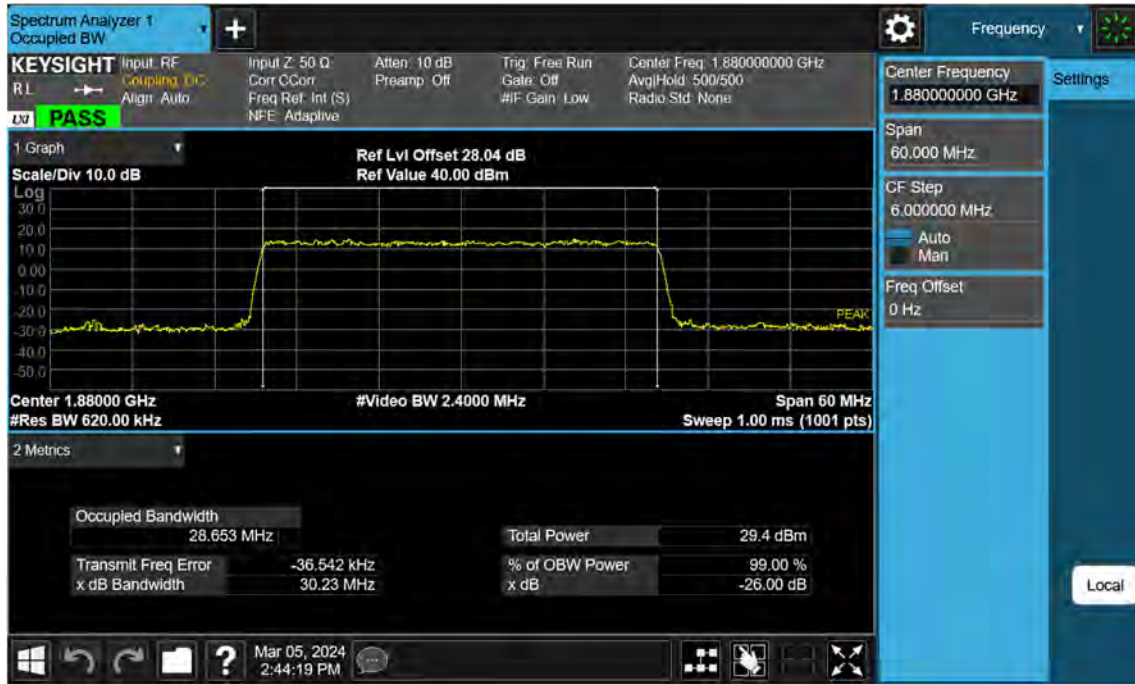 Spectrum Analyzer 1
Occupied BW
+
Frequency
KEYSIGHT
RL
Input: RF
Coupling: DC
Align: Auto
Input Z: 50 Ω
Corr CCorr
Freq Ref: Int (S)
NFE: Adaptive
Atten: 10 dB
Preamp: Off
Trig: Free Run
Gate: Off
#IF Gain: Low
Center Freq: 1.880000000 GHz
Avg|Hold: 500/500
Radio Std: None
LXI PASS
Center Frequency
1.880000000 GHz
Settings
Span
60.000 MHz
CF Step
6.000000 MHz
Auto
Man
Freq Offset
0 Hz
1 Graph
Scale/Div 10.0 dB
Ref Lvl Offset 28.04 dB
Ref Value 40.00 dBm
Log
30.0
20.0
10.0
0.00
-10.0
-20.0
-30.0
-40.0
-50.0
PEAK
Center 1.88000 GHz
#Video BW 2.4000 MHz
Span 60 MHz
#Res BW 620.00 kHz
Sweep 1.00 ms (1001 pts)
2 Metrics
Occupied Bandwidth
28.653 MHz
Total Power 29.4 dBm
Transmit Freq Error -36.542 kHz
% of OBW Power 99.00 %
x dB Bandwidth 30.23 MHz
x dB -26.00 dB
Local
?
Mar 05, 2024
2:44:19 PM